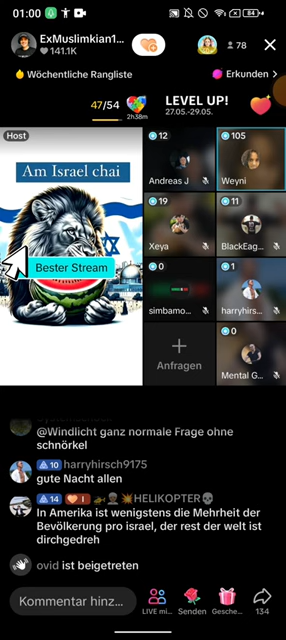 01:00
84
ExMuslimkian1...
141.1K
78
Wöchentliche Rangliste
Erkunden >
47/54
2h38m
LEVEL UP!
27.05.-29.05.
Host
Am Israel chai
Bester Stream
12
Andreas J
105
Weyni
19
Xeya
11
BlackEag...
0
simbamo...
1
harryhirs...
+
Anfragen
0
Mental G...
@Windlicht ganz normale Frage ohne
schnörkel
10 harryhirsch9175
gute Nacht allen
14 I HELIKOPTER
In Amerika ist wenigstens die Mehrheit der
Bevölkerung pro israel, der rest der welt ist
dirchgedreh
ovid ist beigetreten
Kommentar hinz...
LIVE mi...
Senden
Gesche...
134